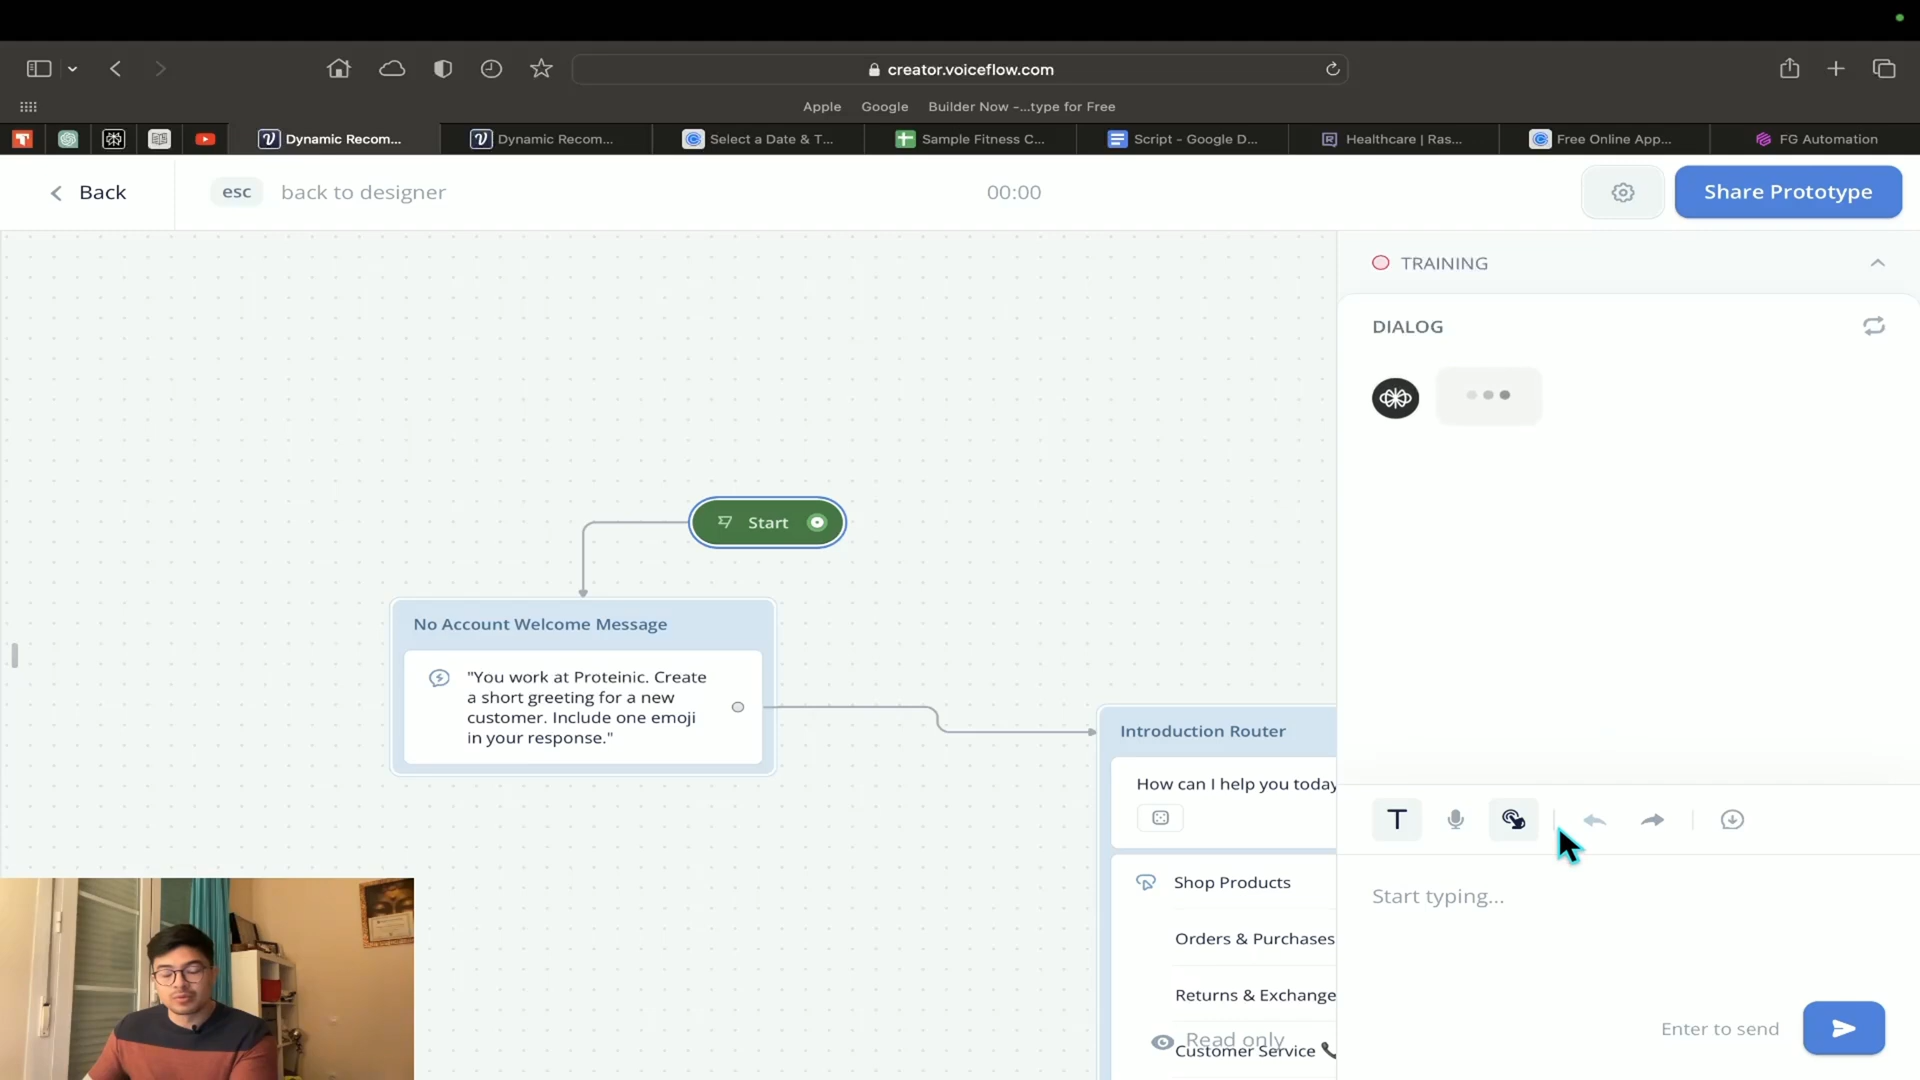 creator.voiceflow.com
Apple
Google
Builder Now -...type for Free
Dynamic Recom...
Dynamic Recom...
Select a Date & T...
Sample Fitness C...
Script - Google D...
Healthcare | Ras...
Free Online App...
FG Automation
Back
esc
back to designer
00:00
Share Prototype
TRAINING
DIALOG
Start
No Account Welcome Message
"You work at Proteinic. Create
a short greeting for a new
customer. Include one emoji
in your response."
Introduction Router
How can I help you today
Shop Products
Orders & Purchases
Returns & Exchange
Read only
Customer Service
T
Start typing...
Enter to send